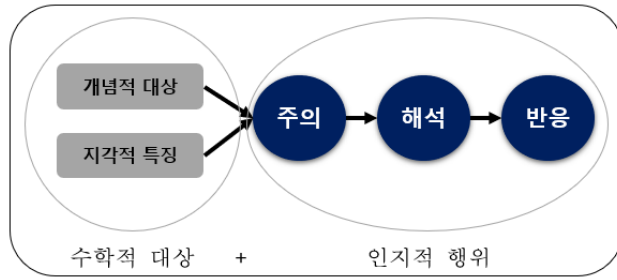 개념적 대상
지각적 특징
주의
해석
반응
수학적 대상 + 인지적 행위